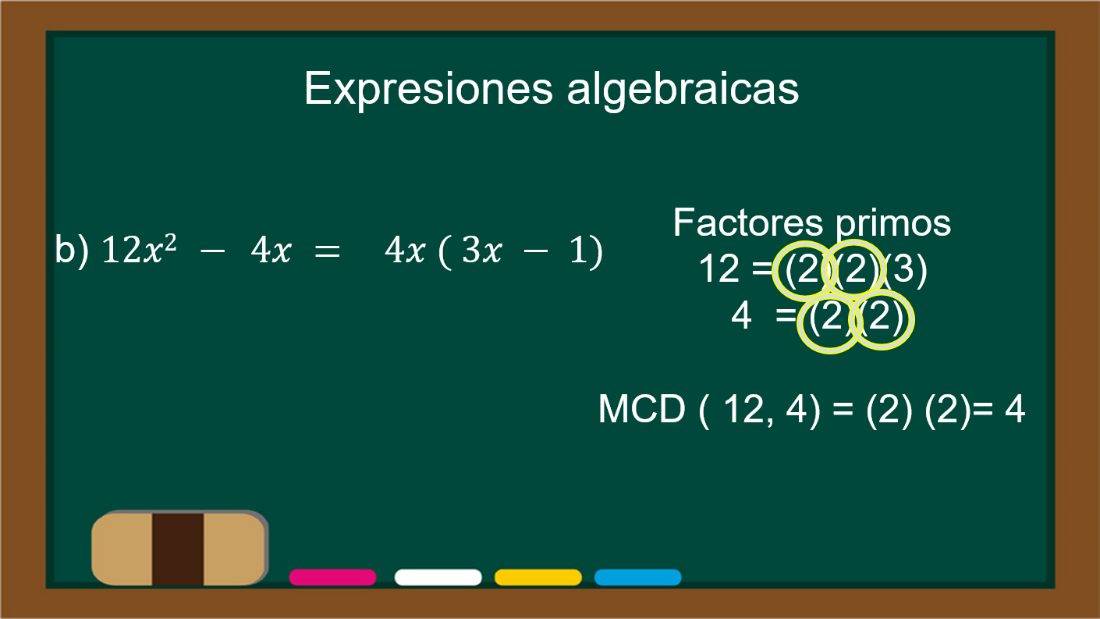 Expresiones algebraicas
b) 12x² − 4x = 4x ( 3x − 1)
Factores primos
12 = (2)(2)(3)
4 = (2)(2)
MCD ( 12, 4) = (2) (2)= 4